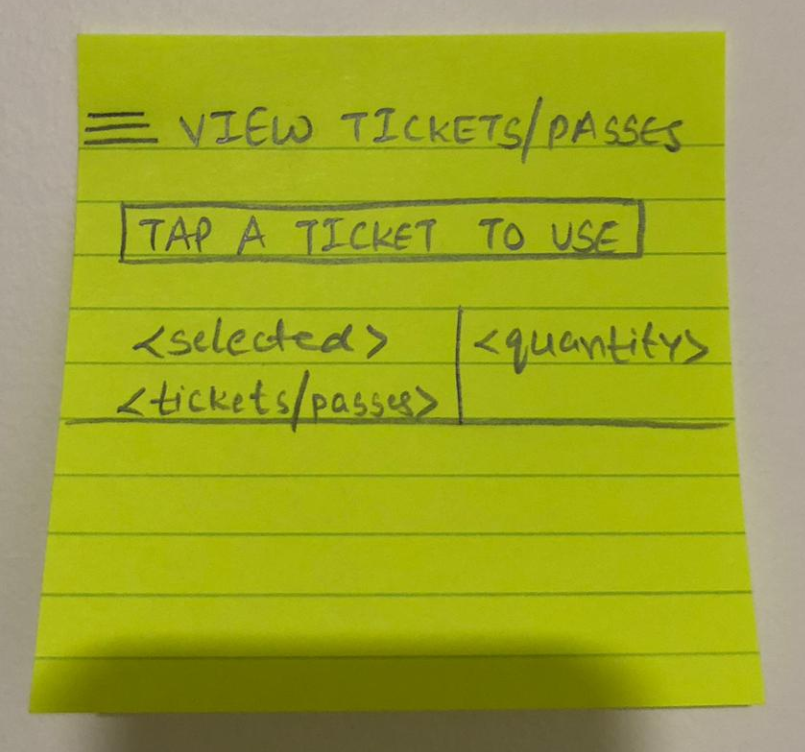 VIEW TICKETS/PASSES
TAP A TICKET TO USE
<selected> <quantity>
<tickets/passes>